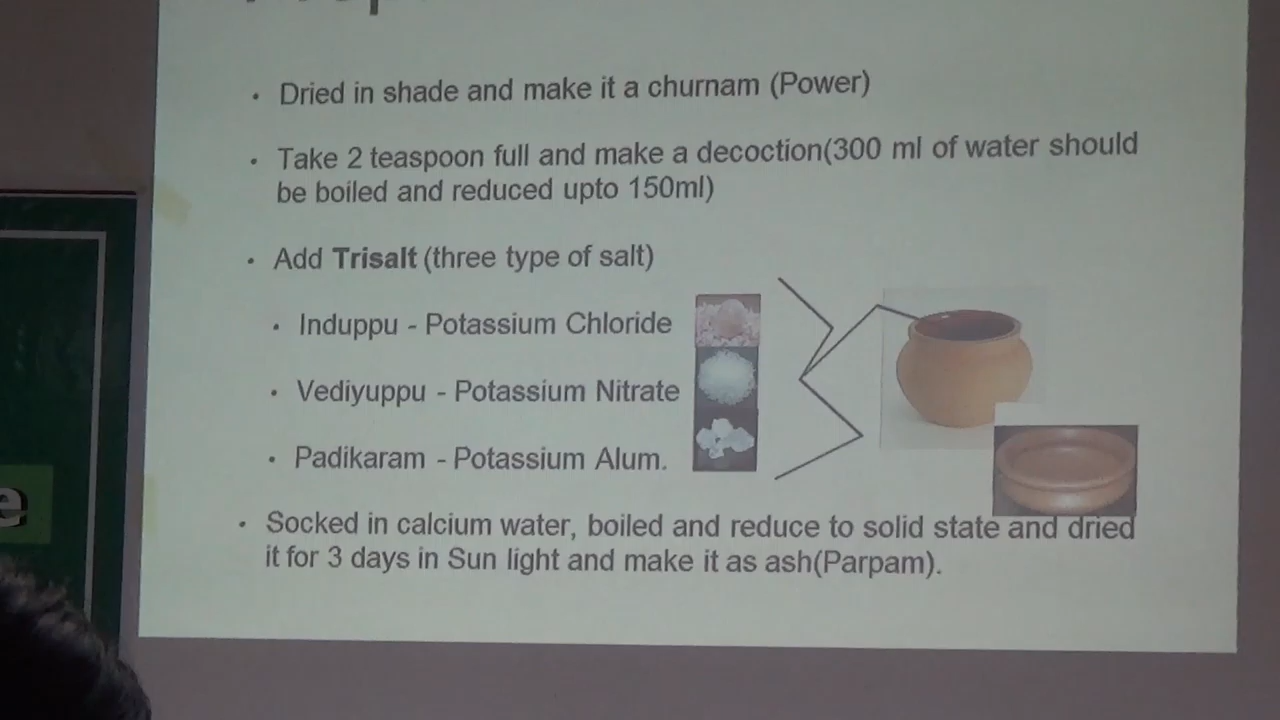 • Dried in shade and make it a churnam (Power)
• Take 2 teaspoon full and make a decoction(300 ml of water should
be boiled and reduced upto 150ml)
• Add Trisalt (three type of salt)
• Induppu - Potassium Chloride
• Vediyuppu - Potassium Nitrate
• Padikaram - Potassium Alum.
• Socked in calcium water, boiled and reduce to solid state and dried
it for 3 days in Sun light and make it as ash(Parpam).
e